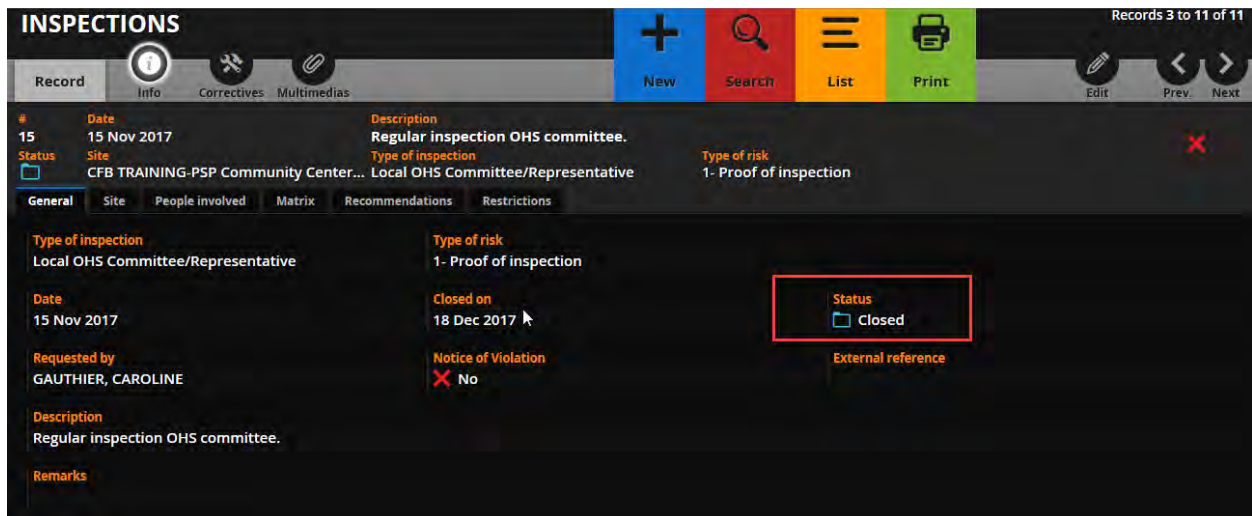 INSPECTIONS
Records 3 to 11 of 11
Record
Info
Correctives
Multimedias
New
Search
List
Print
Edit
Prev.
Next
# Date Description
15 15 Nov 2017 Regular inspection OHS committee.
Status Site Type of inspection Type of risk
CFB TRAINING-PSP Community Center... Local OHS Committee/Representative 1- Proof of inspection
General Site People involved Matrix Recommendations Restrictions
Type of inspection Type of risk
Local OHS Committee/Representative 1- Proof of inspection
Date Closed on Status
15 Nov 2017 18 Dec 2017 Closed
Requested by Notice of Violation External reference
GAUTHIER, CAROLINE No
Description
Regular inspection OHS committee.
Remarks